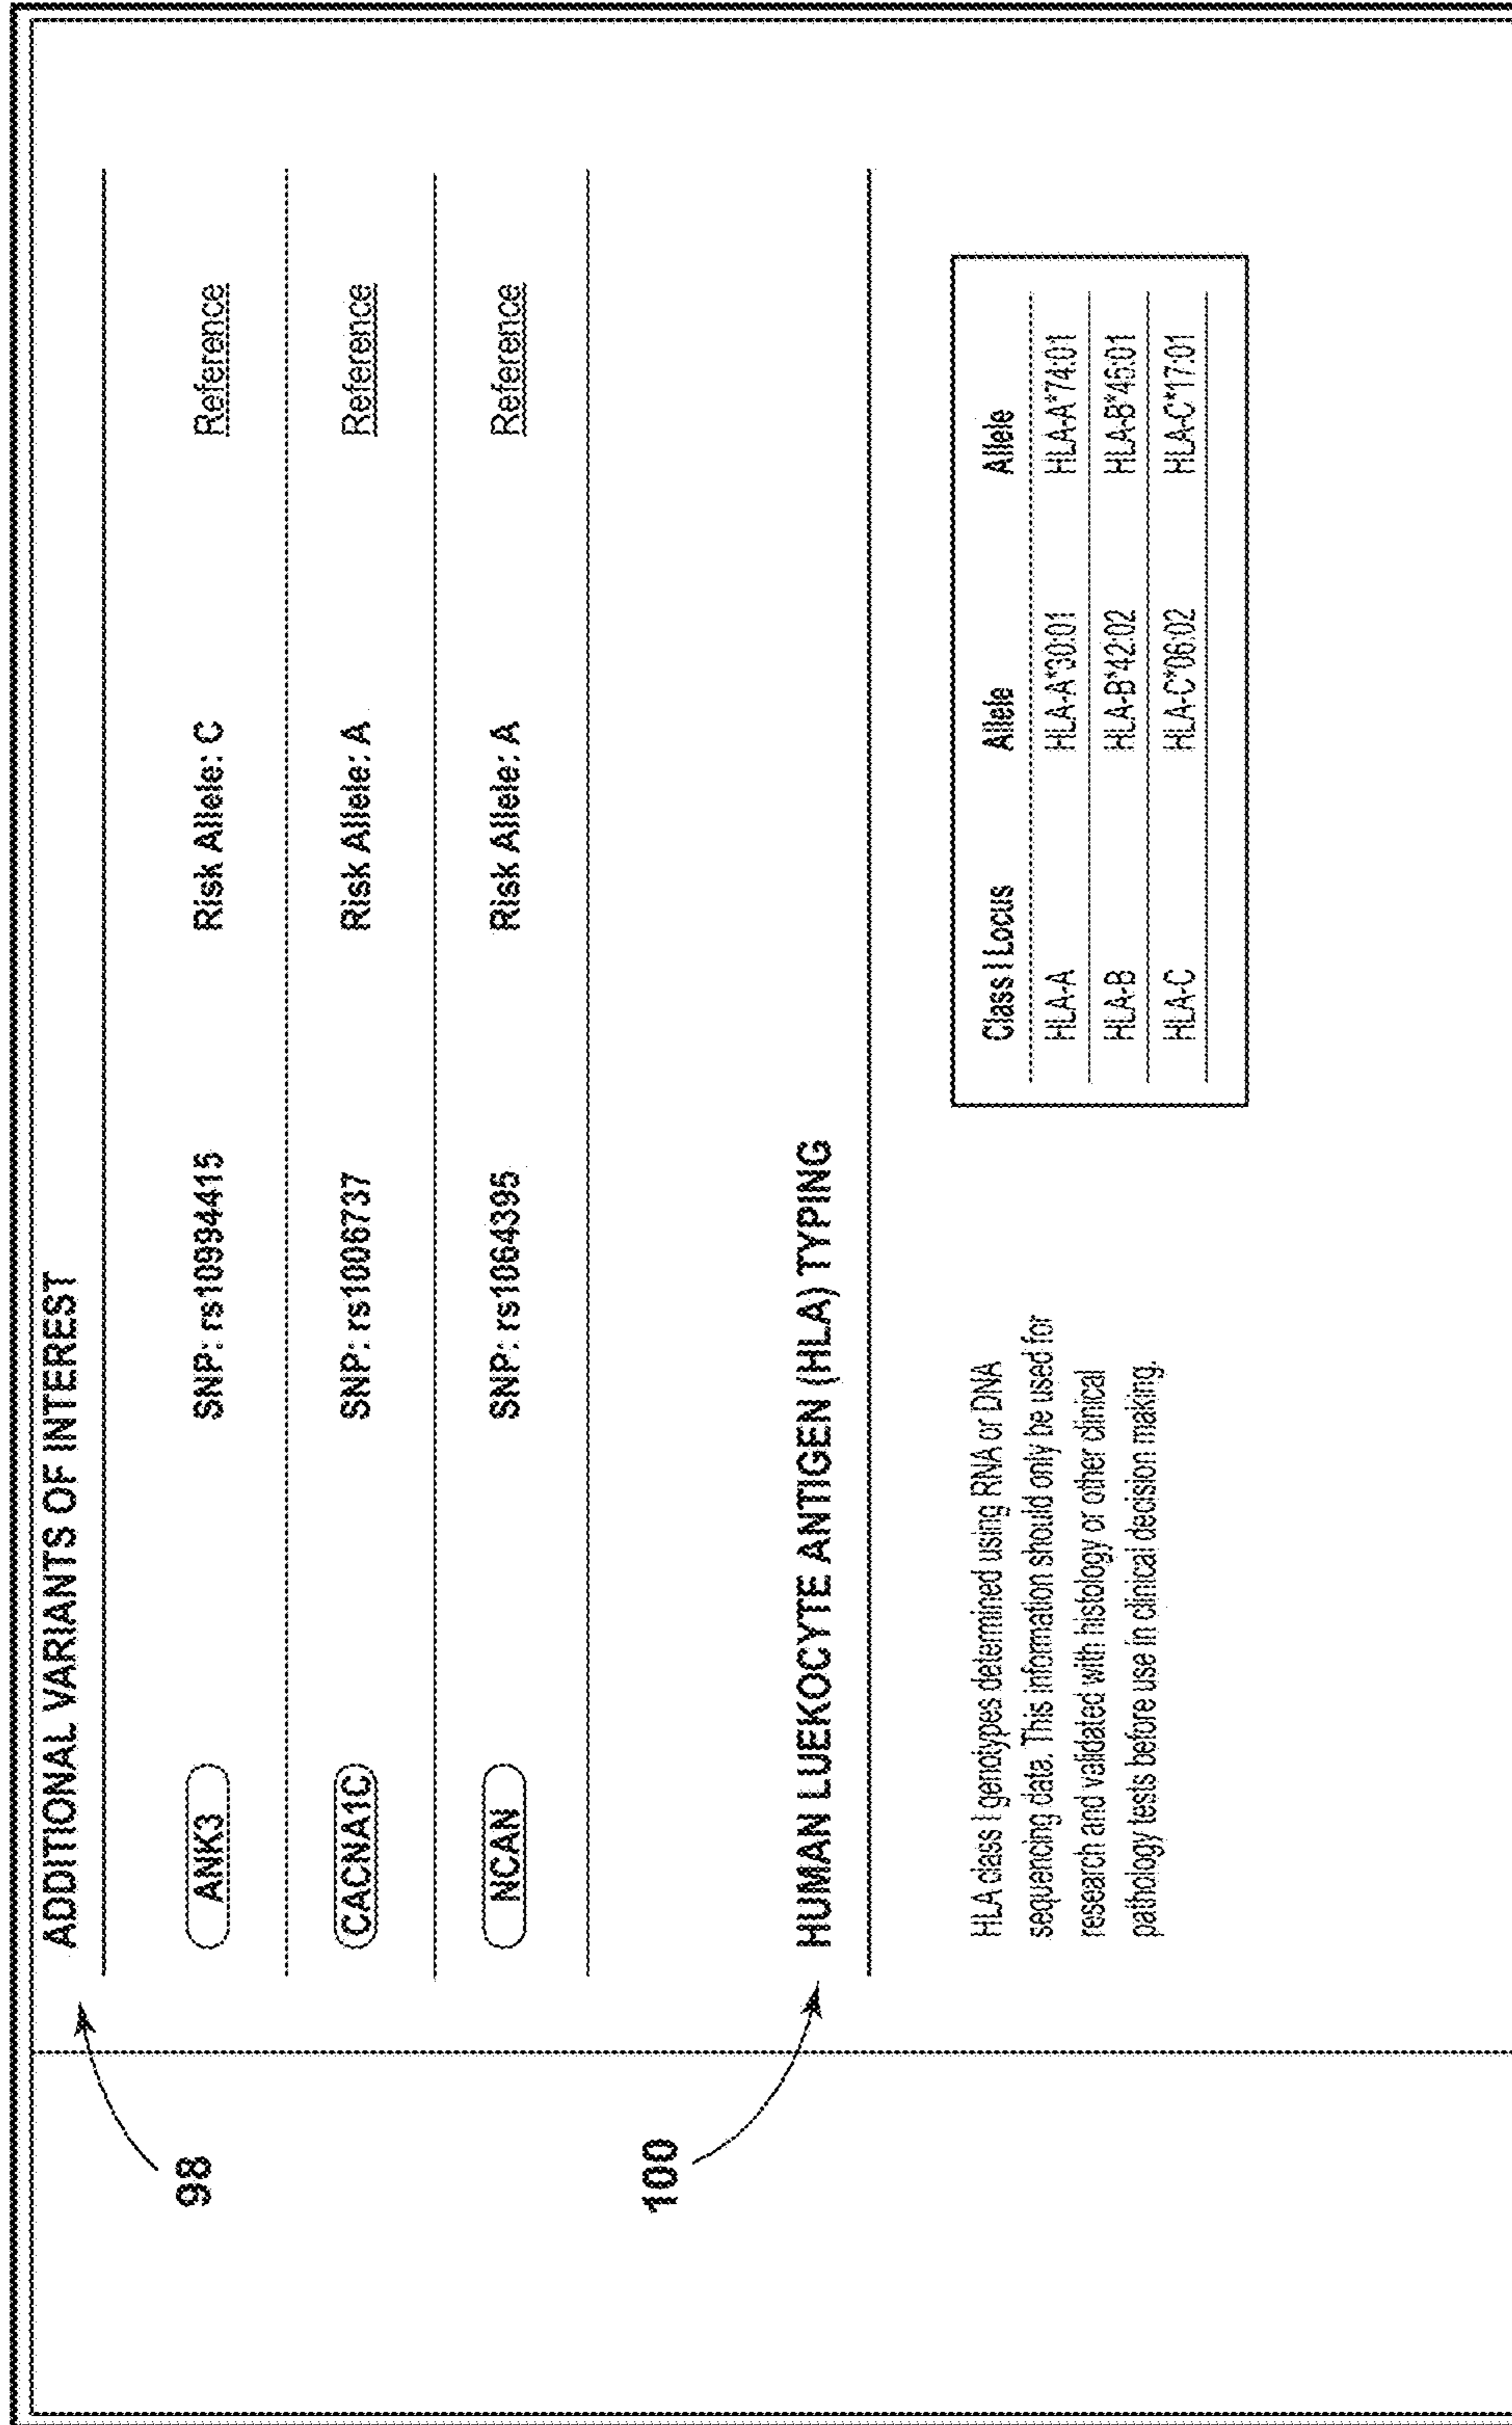 ADDITIONAL VARIANTS OF INTEREST
98
ANK3 SNP: rs10994415 Risk Allele: C Reference
CACNA1C SNP: rs1006737 Risk Allele: A Reference
NCAN SNP: rs1064395 Risk Allele: A Reference
100
HUMAN LUEKOCYTE ANTIGEN (HLA) TYPING
HLA class I genotypes determined using RNA or DNA
sequencing data. This information should only be used for
research and validated with histology or other clinical
pathology tests before use in clinical decision making.
Class I Locus Allele Allele
HLA-A HLA-A*30:01 HLA-A*74:01
HLA-B HLA-B*42:02 HLA-B*45:01
HLA-C HLA-C*06:02 HLA-C*17:01